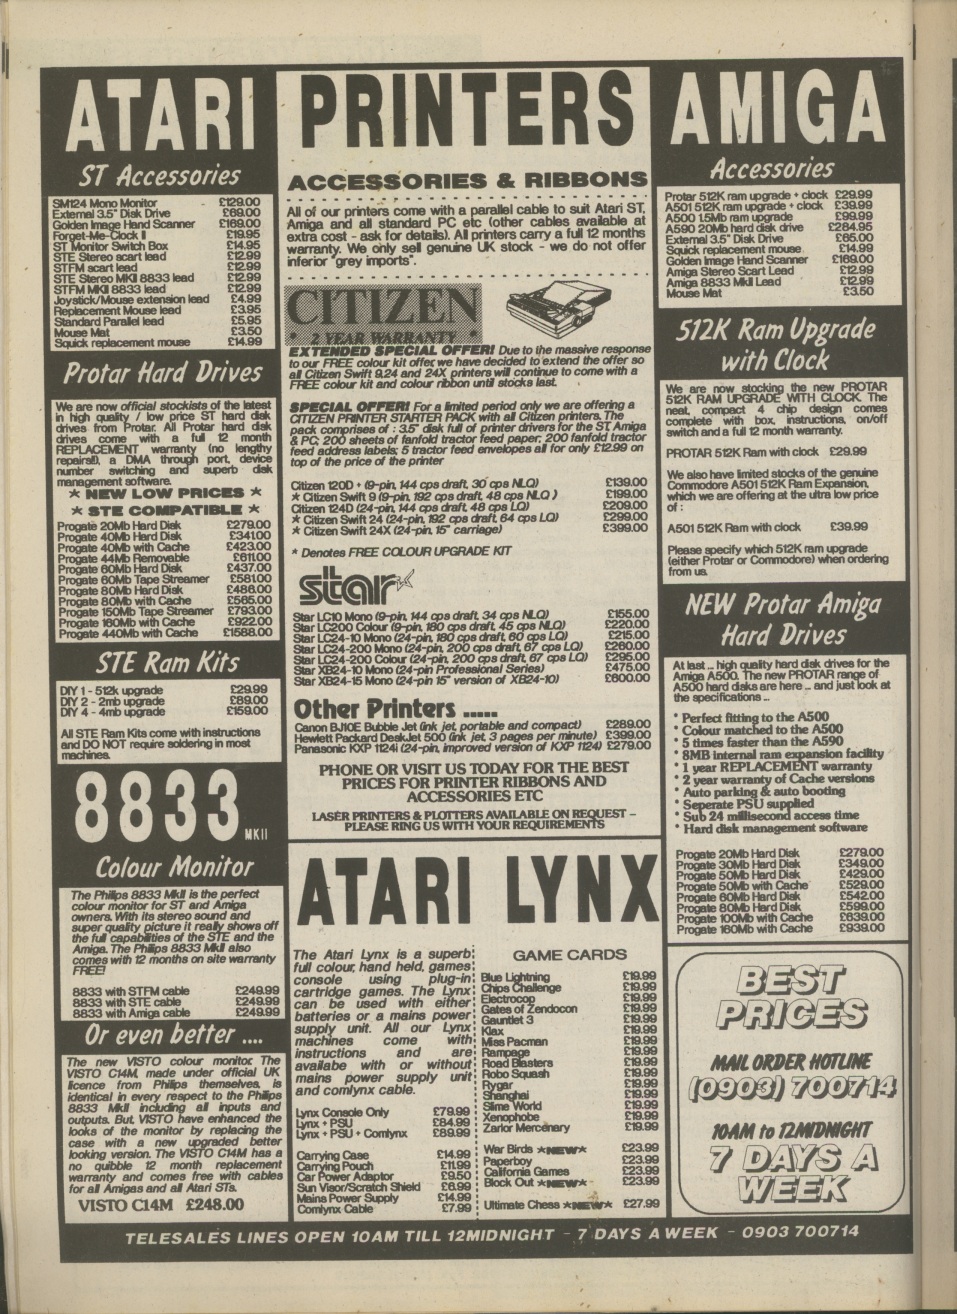 ATARI
ST Accessories
SM124 Mono Monitor - £129.00
External 3.5" Disk Drive £69.00
Golden Image Hand Scanner £169.00
Forget-Me-Clock II £19.95
ST Monitor Switch Box £14.95
STE Stereo scart lead £12.99
STFM scart lead £12.99
STE Stereo MKII 8833 lead £12.99
STFM MKII 8833 lead £12.99
Joystick/Mouse extension lead £4.99
Replacement Mouse lead £3.95
Standard Parallel lead £5.95
Mouse Mat £3.50
Squick replacement mouse £14.99
Protar Hard Drives
We are now official stockists of the latest
in high quality / low price ST hard disk
drives from Protar. All Protar hard disk
drives come with a full 12 month
REPLACEMENT warranty (no lengthy
repairs!), a DMA through port, device
number switching and superb disk
management software.
★ NEW LOW PRICES ★
★ STE COMPATIBLE ★
Progate 20Mb Hard Disk £279.00
Progate 40Mb Hard Disk £341.00
Progate 40Mb with Cache £423.00
Progate 44Mb Removable £611.00
Progate 60Mb Hard Disk £437.00
Progate 60Mb Tape Streamer £581.00
Progate 80Mb Hard Disk £486.00
Progate 80Mb with Cache £565.00
Progate 150Mb Tape Streamer £793.00
Progate 160Mb with Cache £922.00
Progate 440Mb with Cache £1588.00
STE Ram Kits
DIY 1 - 512k upgrade £29.99
DIY 2 - 2mb upgrade £89.00
DIY 4 - 4mb upgrade £159.00
All STE Ram Kits come with instructions
and DO NOT require soldering in most
machines.
8833 MKII
Colour Monitor
The Philips 8833 MkII is the perfect
colour monitor for ST and Amiga
owners. With its stereo sound and
super quality picture it really shows off
the full capabilities of the STE and the
Amiga. The Philips 8833 MkII also
comes with 12 months on site warranty
FREE!
8833 with STFM cable £249.99
8833 with STE cable £249.99
8833 with Amiga cable £249.99
Or even better ....
The new VISTO colour monitor. The
VISTO C14M, made under official UK
licence from Philips themselves, is
identical in every respect to the Philips
8833 MkII including all inputs and
outputs. But, VISTO have enhanced the
looks of the monitor by replacing the
case with a new upgraded better
looking version. The VISTO C14M has a
no quibble 12 month replacement
warranty and comes free with cables
for all Amigas and all Atari STs.
VISTO C14M £248.00
PRINTERS
ACCESSORIES & RIBBONS
All of our printers come with a parallel cable to suit Atari ST,
Amiga and all standard PC etc (other cables available at
extra cost - ask for details). All printers carry a full 12 months
warranty. We only sell genuine UK stock - we do not offer
inferior "grey imports".
CITIZEN
* 2 YEAR WARRANTY *
EXTENDED SPECIAL OFFER! Due to the massive response
to our FREE colour kit offer, we have decided to extend the offer so
all Citizen Swift 9,24 and 24X printers will continue to come with a
FREE colour kit and colour ribbon until stocks last.
SPECIAL OFFER! For a limited period only we are offering a
CITIZEN PRINTER STARTER PACK with all Citizen printers. The
pack comprises of : 3.5" disk full of printer drivers for the ST, Amiga
& PC; 200 sheets of fanfold tractor feed paper; 200 fanfold tractor
feed address labels; 5 tractor feed envelopes all for only £12.99 on
top of the price of the printer
Citizen 120D + (9-pin, 144 cps draft, 30 cps NLQ) £139.00
★ Citizen Swift 9 (9-pin, 192 cps draft, 48 cps NLQ ) £199.00
Citizen 124D (24-pin, 144 cps draft, 48 cps LQ) £209.00
★ Citizen Swift 24 (24-pin, 192 cps draft, 64 cps LQ) £299.00
★ Citizen Swift 24X (24-pin, 15" carriage) £399.00
* Denotes FREE COLOUR UPGRADE KIT
star
Star LC10 Mono (9-pin, 144 cps draft, 34 cps NLQ) £155.00
Star LC200 Colour (9-pin, 180 cps draft, 45 cps NLQ) £220.00
Star LC24-10 Mono (24-pin, 180 cps draft, 60 cps LQ) £215.00
Star LC24-200 Mono (24-pin, 200 cps draft, 67 cps LQ) £260.00
Star LC24-200 Colour (24-pin, 200 cps draft, 67 cps LQ) £295.00
Star XB24-10 Mono (24-pin Professional Series) £475.00
Star XB24-15 Mono (24-pin 15" version of XB24-10) £600.00
Other Printers .....
Canon BJ10E Bubble Jet (ink jet, portable and compact) £289.00
Hewlett Packard DeskJet 500 (ink jet, 3 pages per minute) £399.00
Panasonic KXP 1124i (24-pin, improved version of KXP 1124) £279.00
PHONE OR VISIT US TODAY FOR THE BEST
PRICES FOR PRINTER RIBBONS AND
ACCESSORIES ETC
LASER PRINTERS & PLOTTERS AVAILABLE ON REQUEST -
PLEASE RING US WITH YOUR REQUIREMENTS
ATARI LYNX
The Atari Lynx is a superb
full colour, hand held, games
console using plug-in
cartridge games. The Lynx
can be used with either
batteries or a mains power
supply unit. All our Lynx
machines come with
instructions and are
availabe with or without
mains power supply unit
and comlynx cable.
Lynx Console Only £79.99
Lynx + PSU £84.99
Lynx + PSU + Comlynx £89.99
Carrying Case £14.99
Carrying Pouch £11.99
Car Power Adaptor £9.50
Sun Visor/Scratch Shield £6.99
Mains Power Supply £14.99
Comlynx Cable £7.99
GAME CARDS
Blue Lightning £19.99
Chips Challenge £19.99
Electrocop £19.99
Gates of Zendocon £19.99
Gauntlet 3 £19.99
Klax £19.99
Miss Pacman £19.99
Rampage £19.99
Road Blasters £19.99
Robo Squash £19.99
Rygar £19.99
Shanghai £19.99
Slime World £19.99
Xenophobe £19.99
Zarlor Mercenary £19.99
War Birds ★NEW★ £23.99
Paperboy £23.99
California Games £23.99
Block Out ★NEW★ £23.99
Ultimate Chess ★NEW★ £27.99
AMIGA
Accessories
Protar 512K ram upgrade + clock £29.99
A501 512K ram upgrade + clock £39.99
A500 1.5Mb ram upgrade £99.99
A590 20Mb hard disk drive £284.95
External 3.5" Disk Drive £65.00
Squick replacement mouse £14.99
Golden Image Hand Scanner £169.00
Amiga Stereo Scart Lead £12.99
Amiga 8833 MkII Lead £12.99
Mouse Mat £3.50
512K Ram Upgrade
with Clock
We are now stocking the new PROTAR
512K RAM UPGRADE WITH CLOCK. The
neat, compact 4 chip design comes
complete with box, instructions, on/off
switch and a full 12 month warranty.
PROTAR 512K Ram with clock £29.99
We also have limited stocks of the genuine
Commodore A501 512K Ram Expansion,
which we are offering at the ultra low price
of :
A501 512K Ram with clock £39.99
Please specify which 512K ram upgrade
(either Protar or Commodore) when ordering
from us.
NEW Protar Amiga
Hard Drives
At last ... high quality hard disk drives for the
Amiga A500. The new PROTAR range of
A500 hard disks are here ... and just look at
the specifications ...
* Perfect fitting to the A500
* Colour matched to the A500
* 5 times faster than the A590
* 8MB internal ram expansion facility
* 1 year REPLACEMENT warranty
* 2 year warranty of Cache versions
* Auto parking & auto booting
* Seperate PSU supplied
* Sub 24 millisecond access time
* Hard disk management software
Progate 20Mb Hard Disk £279.00
Progate 30Mb Hard Disk £349.00
Progate 50Mb Hard Disk £429.00
Progate 50Mb with Cache £529.00
Progate 60Mb Hard Disk £542.00
Progate 80Mb Hard Disk £599.00
Progate 100Mb with Cache £639.00
Progate 160Mb with Cache £939.00
BEST
PRICES
MAIL ORDER HOTLINE
(0903) 700714
10AM to 12MIDNIGHT
7 DAYS A
WEEK
TELESALES LINES OPEN 10AM TILL 12MIDNIGHT - 7 DAYS A WEEK - 0903 700714